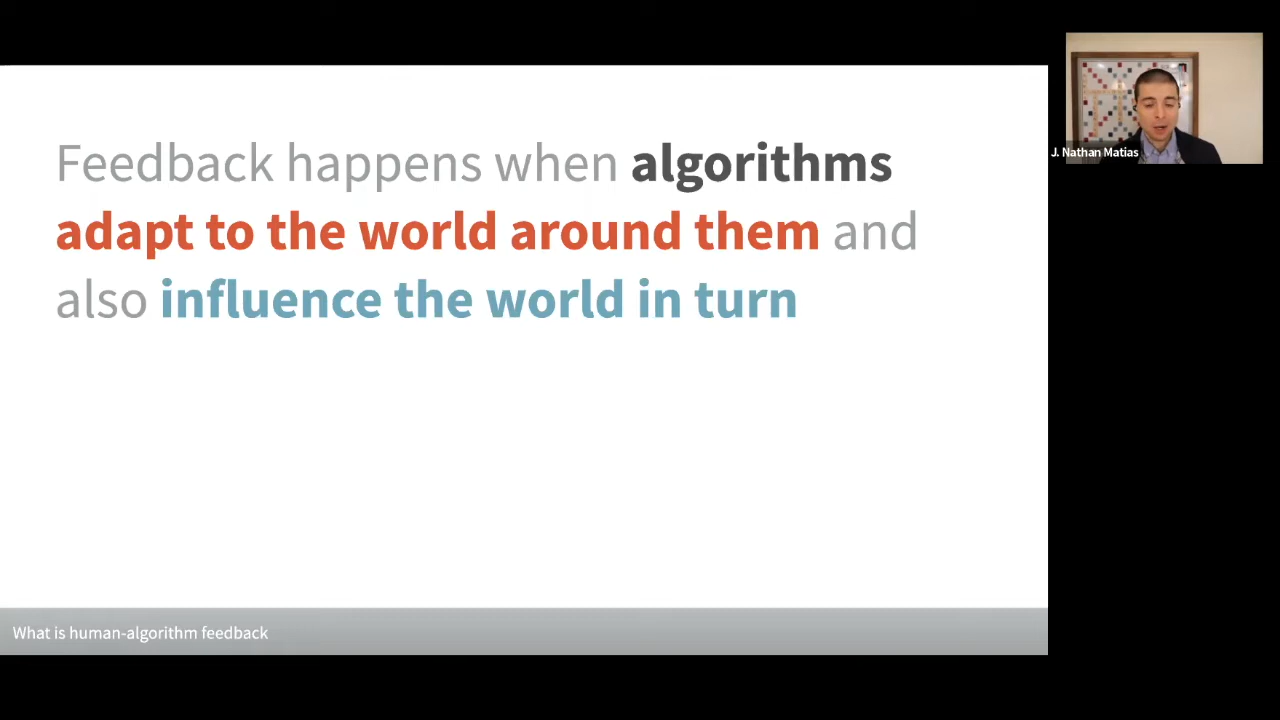 Feedback happens when algorithms
adapt to the world around them and
also influence the world in turn
What is human-algorithm feedback
J. Nathan Matias